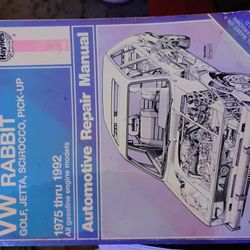 Haynes
VW RABBIT
GOLF, JETTA, SCIROCCO, PICK-UP
1975 thru 1992
All gasoline engine models
Automotive Repair Manual